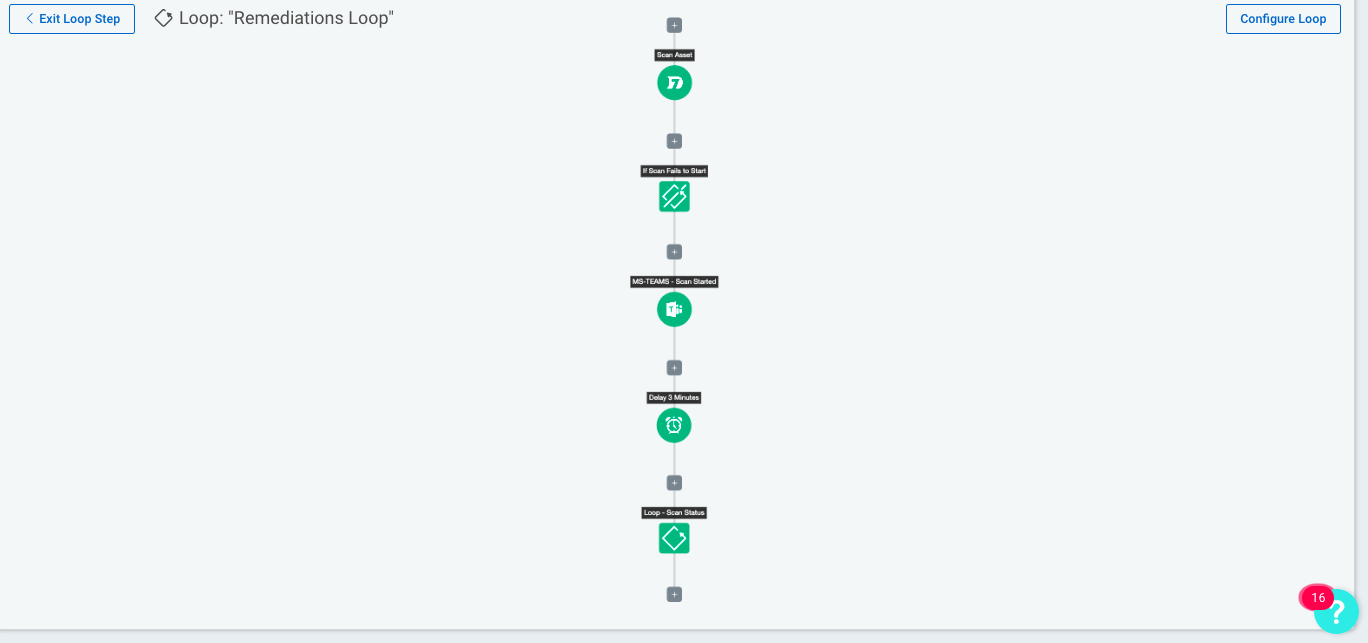 Exit Loop Step
Loop: "Remediations Loop"
Configure Loop
Scan Asset
If Scan Fails to Start
MS-TEAMS - Scan Started
Delay 3 Minutes
Loop - Scan Status
16
?